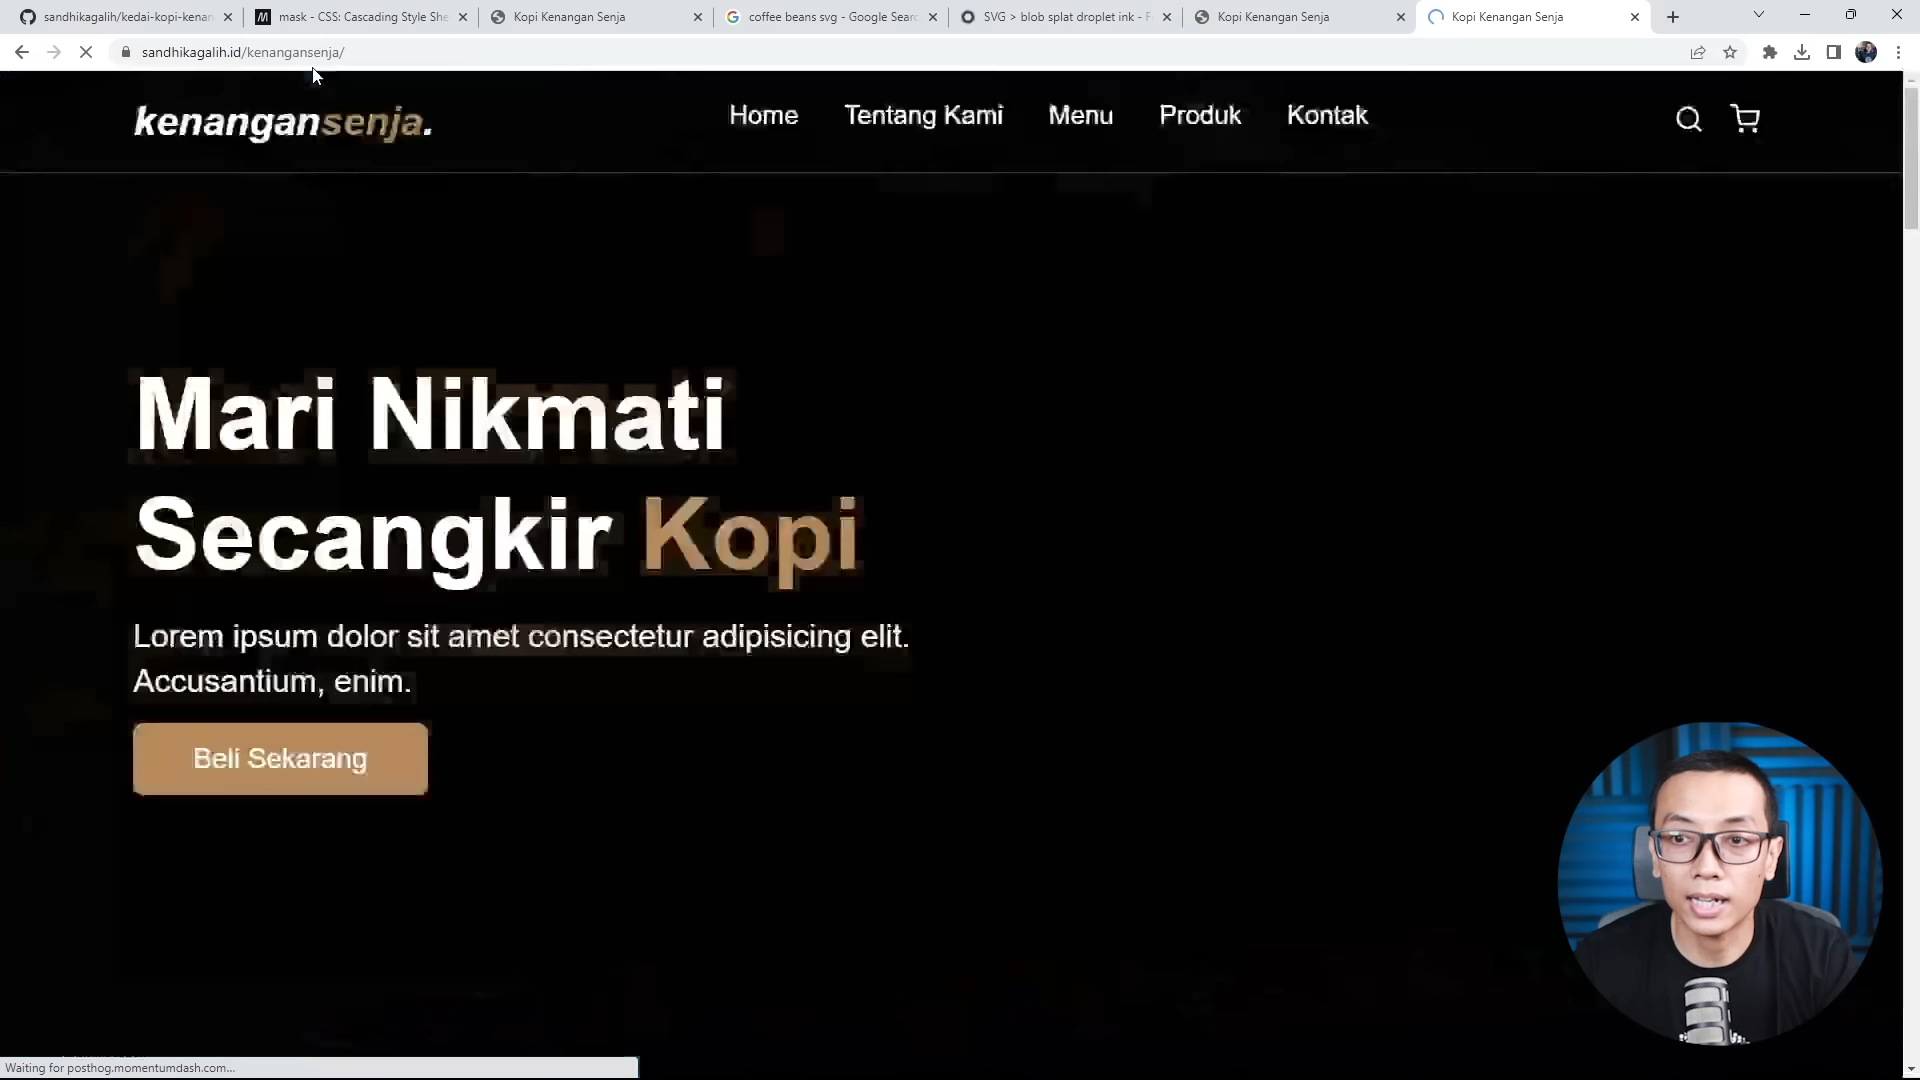 sandhikagalih/kedai-kopi-kenan
mask - CSS: Cascading Style She
Kopi Kenangan Senja
coffee beans svg - Google Searc
SVG > blob splat droplet ink -
Kopi Kenangan Senja
Kopi Kenangan Senja
sandhikagalih.id/kenangansenja/
kenangansenja.
Home
Tentang Kami
Menu
Produk
Kontak
Mari Nikmati
Secangkir Kopi
Lorem ipsum dolor sit amet consectetur adipisicing elit.
Accusantium, enim.
Beli Sekarang
Waiting for posthog.momentumdash.com...